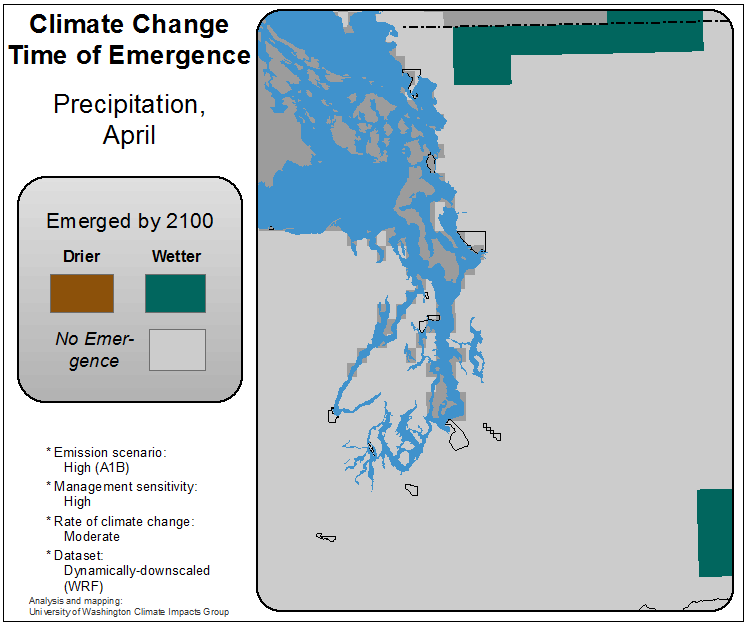 Climate Change
Time of Emergence
Precipitation,
April
Emerged by 2100
Drier Wetter
No Emer-
gence
* Emission scenario:
High (A1B)
* Management sensitivity:
High
* Rate of climate change:
Moderate
* Dataset:
Dynamically-downscaled
(WRF)
Analysis and mapping:
University of Washington Climate Impacts Group